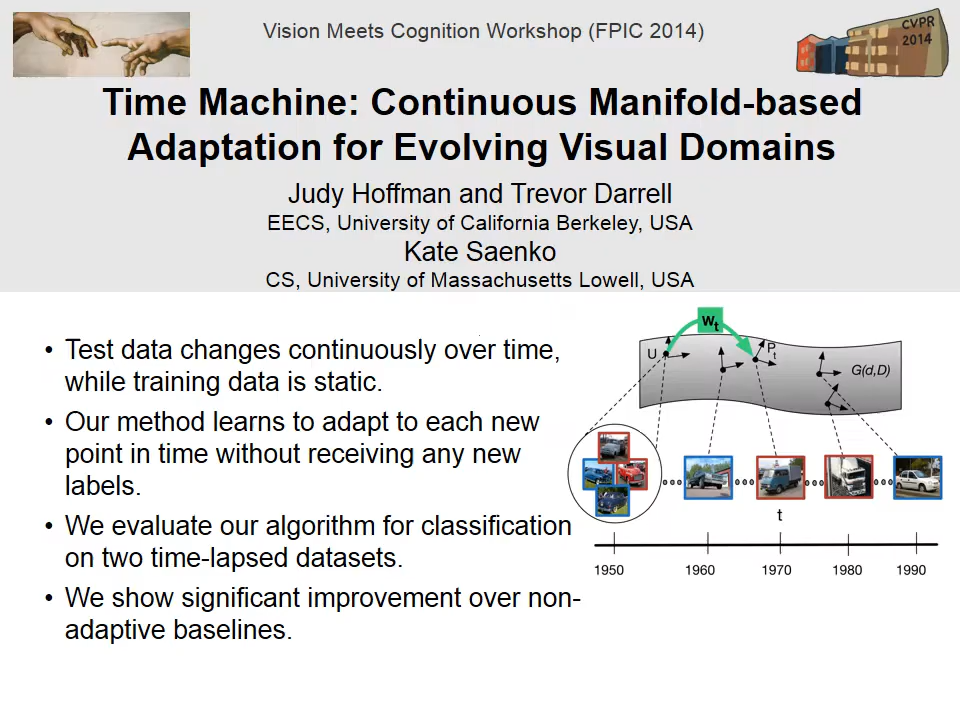 Vision Meets Cognition Workshop (FPIC 2014)
CVPR
2014
Time Machine: Continuous Manifold-based
Adaptation for Evolving Visual Domains
Judy Hoffman and Trevor Darrell
EECS, University of California Berkeley, USA
Kate Saenko
CS, University of Massachusetts Lowell, USA
• Test data changes continuously over time,
while training data is static.
• Our method learns to adapt to each new
point in time without receiving any new
labels.
• We evaluate our algorithm for classification
on two time-lapsed datasets.
• We show significant improvement over non-
adaptive baselines.
Wt
U
Pt
G(d,D)
t
1950 1960 1970 1980 1990